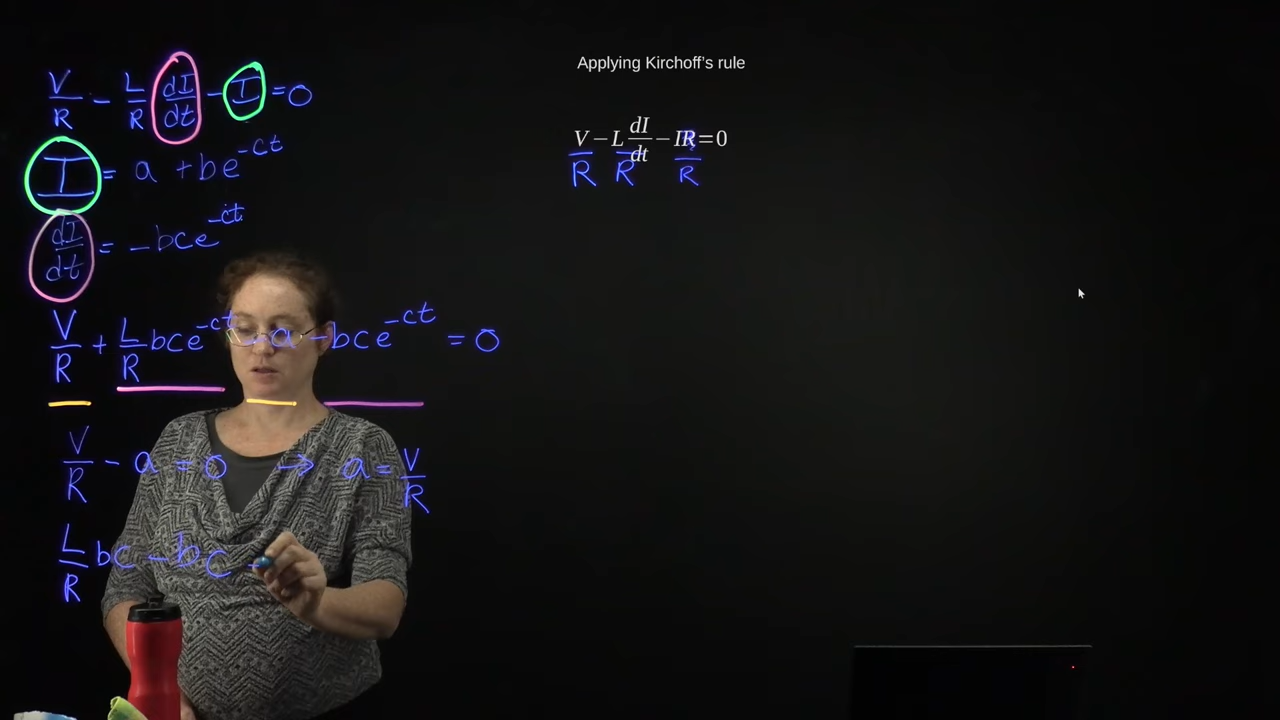 Applying Kirchoff's rule
V/R − L/R dI/dt − I = 0
V − L dI/dt − IR = 0
R R R
I = a + be^{-ct}
dI/dt = −bce^{-ct}
V/R + L/R bce^{-ct} − a − bce^{-ct} = 0
V/R − a = 0 → a = V/R
L/R bc − bc